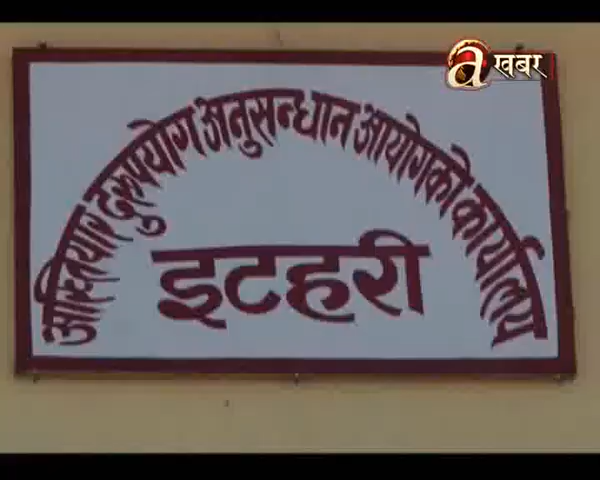 a खबर
अख्तियार दुरुपयोग अनुसन्धान आयोगको कार्यालय
इटहरी